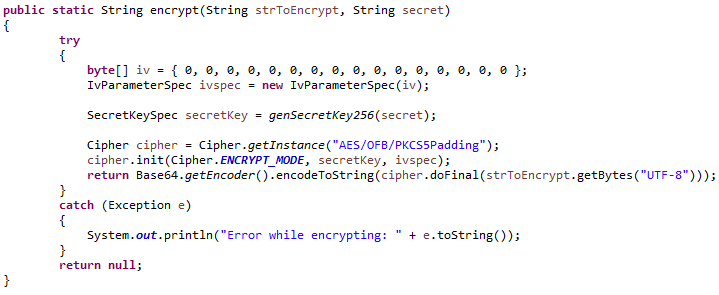 public static String encrypt(String strToEncrypt, String secret)
{
try
{
byte[] iv = { 0, 0, 0, 0, 0, 0, 0, 0, 0, 0, 0, 0, 0, 0, 0, 0 };
IvParameterSpec ivspec = new IvParameterSpec(iv);
SecretKeySpec secretKey = genSecretKey256(secret);
Cipher cipher = Cipher.getInstance("AES/OFB/PKCS5Padding");
cipher.init(Cipher.ENCRYPT_MODE, secretKey, ivspec);
return Base64.getEncoder().encodeToString(cipher.doFinal(strToEncrypt.getBytes("UTF-8")));
}
catch (Exception e)
{
System.out.println("Error while encrypting: " + e.toString());
}
return null;
}